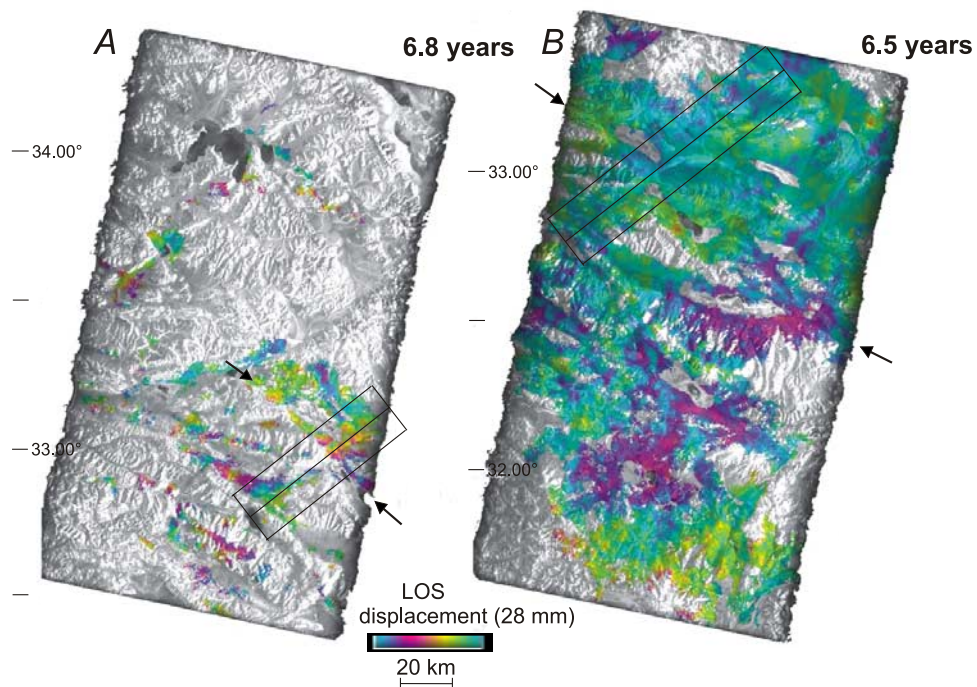 A
6.8 years
B
6.5 years
34.00°
33.00°
33.00°
32.00°
LOS
displacement (28 mm)
20 km